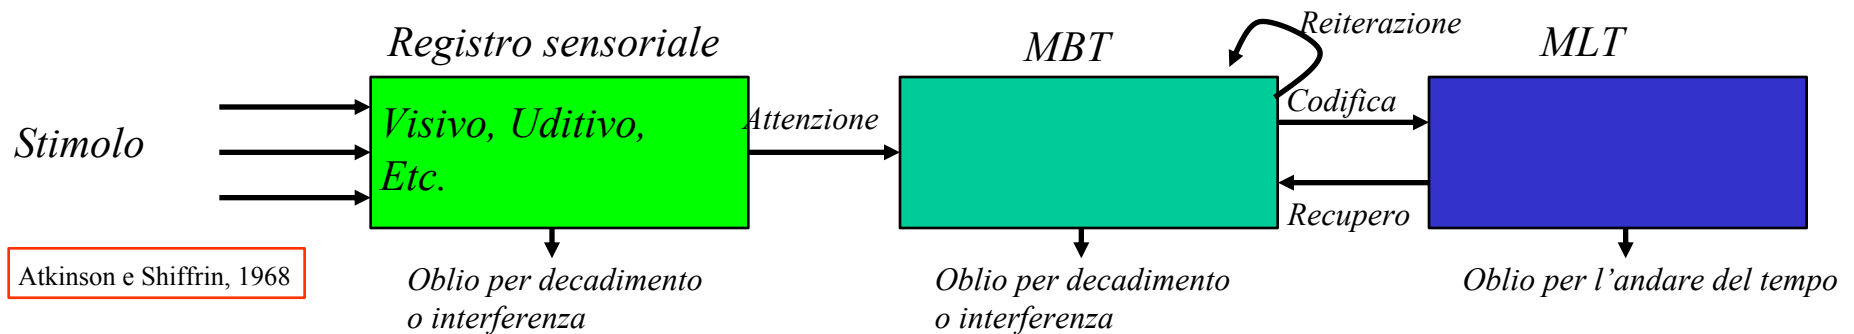 Registro sensoriale
MBT
Reiterazione
MLT
Stimolo
Visivo, Uditivo,
Etc.
Attenzione
Codifica
Recupero
Atkinson e Shiffrin, 1968
Oblio per decadimento
o interferenza
Oblio per decadimento
o interferenza
Oblio per l’andare del tempo